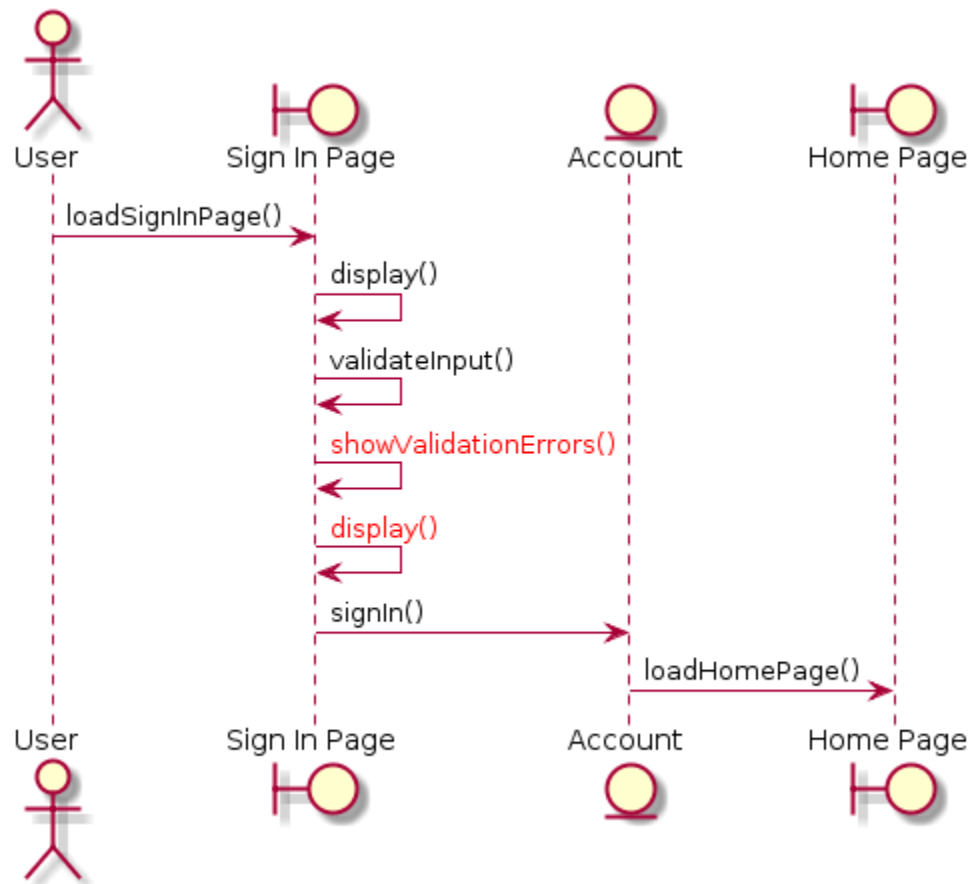 User
Sign In Page
Account
Home Page
loadSignInPage()
display()
validateInput()
showValidationErrors()
display()
signIn()
loadHomePage()
User
Sign In Page
Account
Home Page